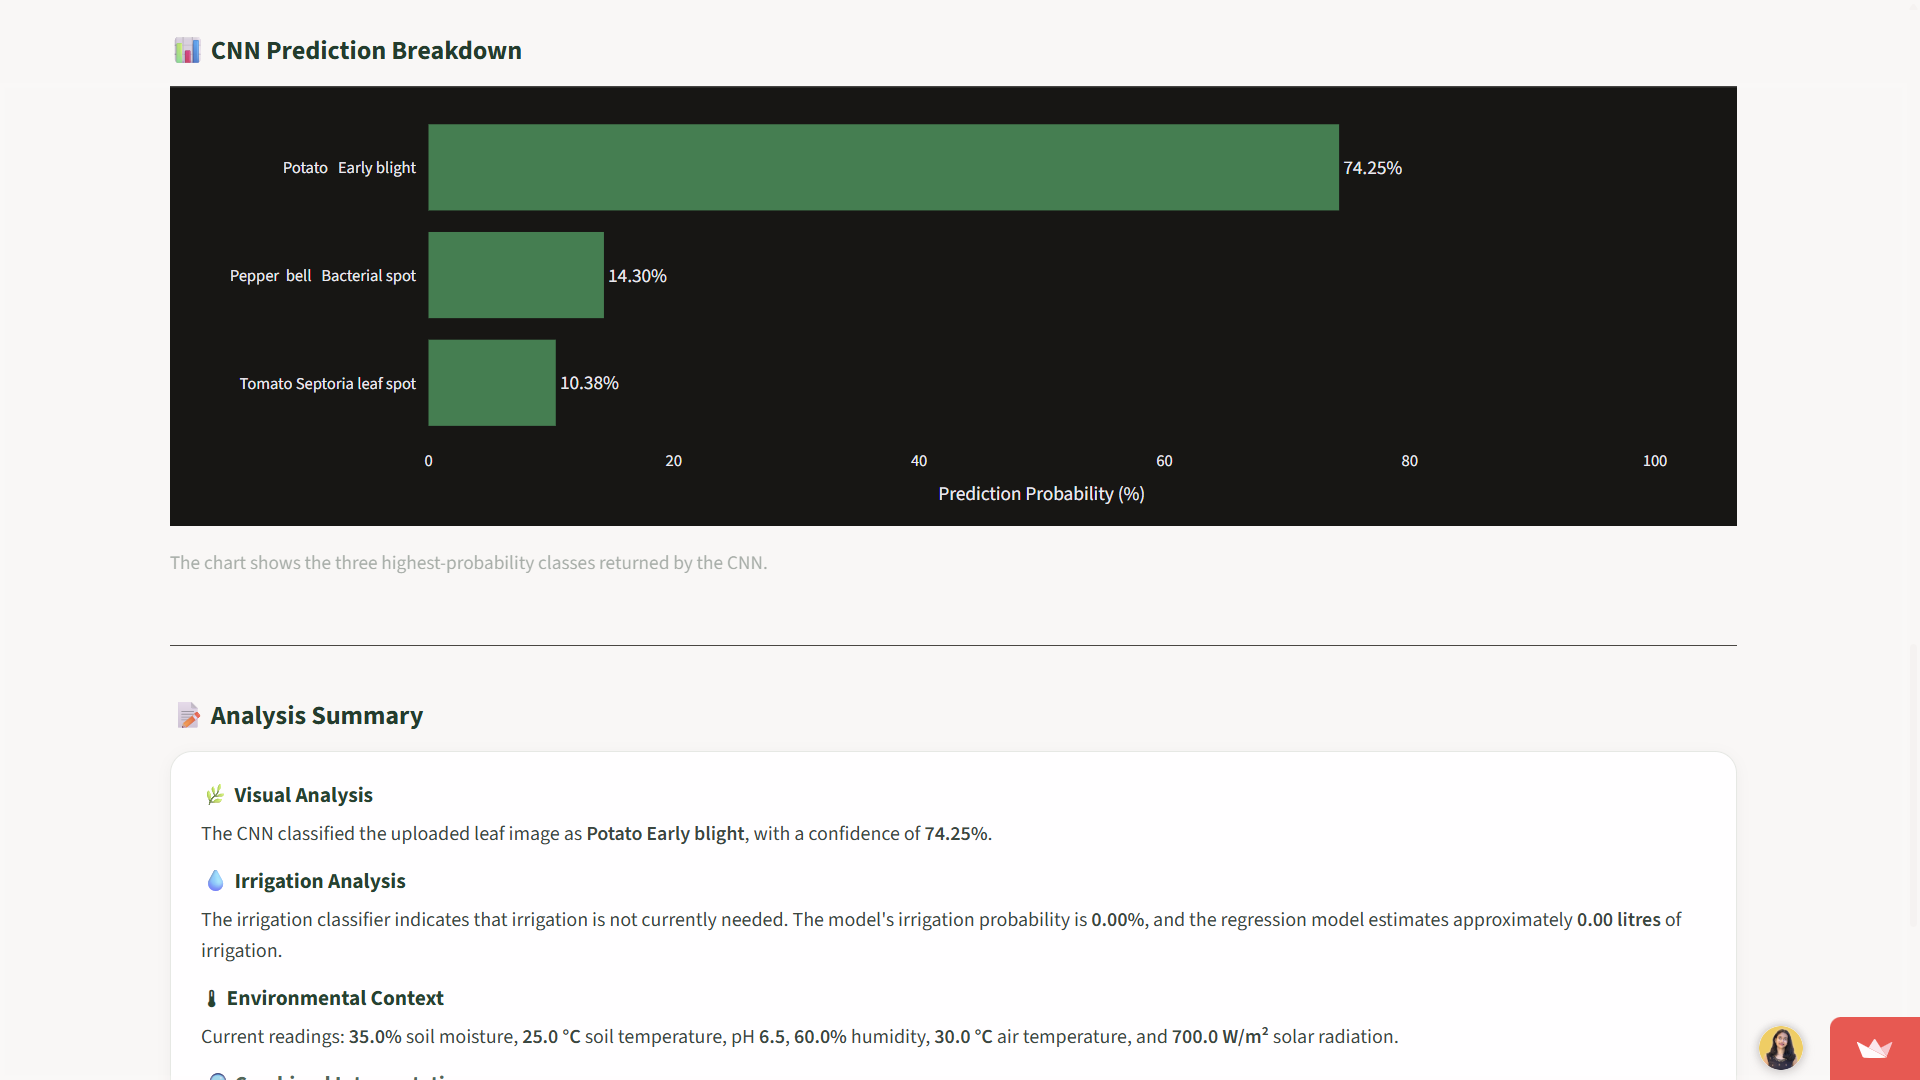 CNN Prediction Breakdown
Potato Early blight
74.25%
Pepper bell Bacterial spot
14.30%
Tomato Septoria leaf spot
10.38%
0 20 40 60 80 100
Prediction Probability (%)
The chart shows the three highest-probability classes returned by the CNN.
Analysis Summary
Visual Analysis
The CNN classified the uploaded leaf image as Potato Early blight, with a confidence of 74.25%.
Irrigation Analysis
The irrigation classifier indicates that irrigation is not currently needed. The model's irrigation probability is 0.00%, and the regression model estimates approximately 0.00 litres of
irrigation.
Environmental Context
Current readings: 35.0% soil moisture, 25.0 °C soil temperature, pH 6.5, 60.0% humidity, 30.0 °C air temperature, and 700.0 W/m² solar radiation.